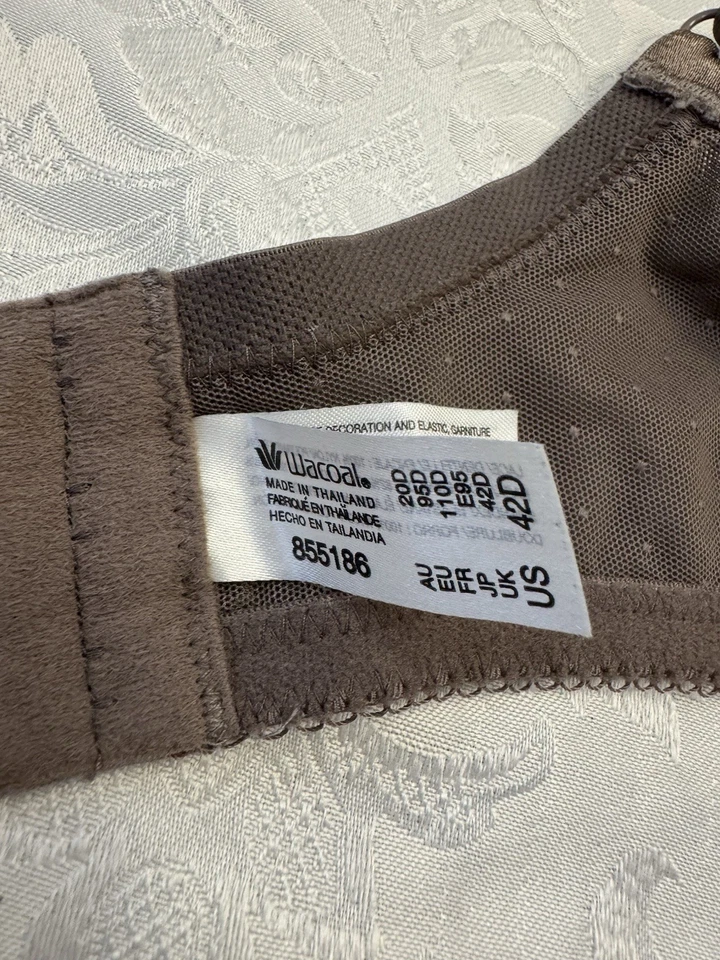 DECORATION AND ELASTIC, GARNITURE
Wacoal®
MADE IN THAILAND
FABRIQUÉ EN THAÏLANDE
HECHO EN TAILANDIA
855186
AU 20D
EU 95D
FR 110D
JP E95
UK 42D
US 42D